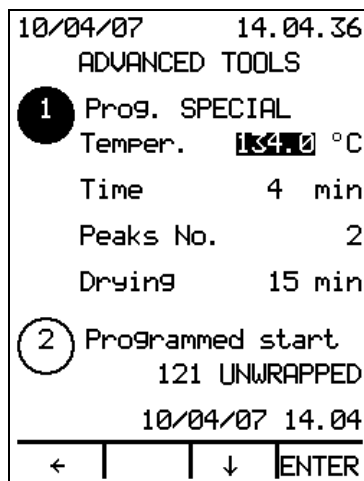 10/04/07 14.04.36
ADVANCED TOOLS
1 Prog. SPECIAL
Temper. 134.0 °C
Time 4 min
Peaks No. 2
Drying 15 min
2 Programmed start
121 UNWRAPPED
10/04/07 14.04
← ↓ ENTER